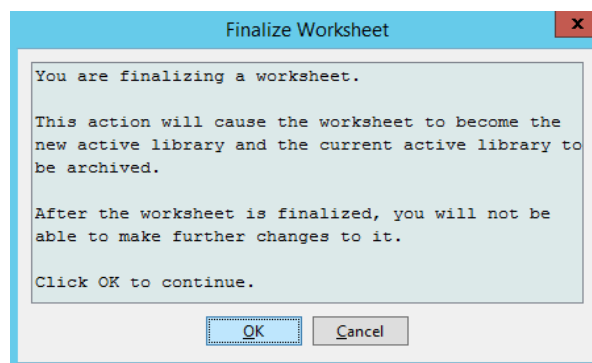 Finalize Worksheet
x
You are finalizing a worksheet.
This action will cause the worksheet to become the
new active library and the current active library to
be archived.
After the worksheet is finalized, you will not be
able to make further changes to it.
Click OK to continue.
OK
Cancel